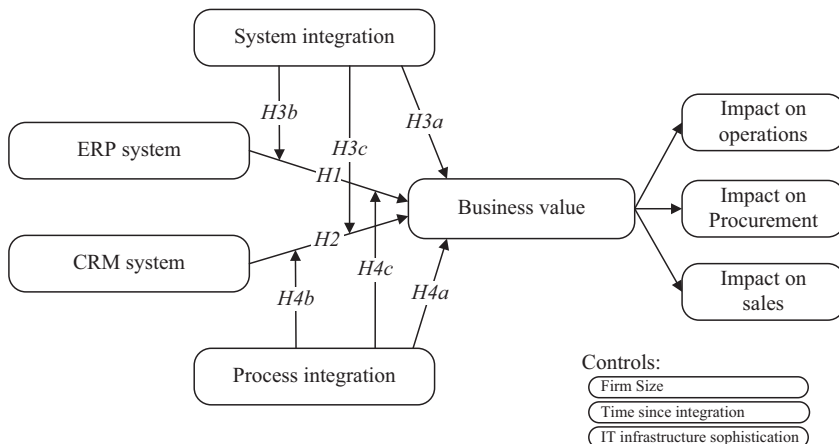 System integration
H3b
H3c
H3a
ERP system
H1
Business value
CRM system
H2
H4b
H4c
H4a
Process integration
Impact on
operations
Impact on
Procurement
Impact on
sales
Controls:
Firm Size
Time since integration
IT infrastructure sophistication